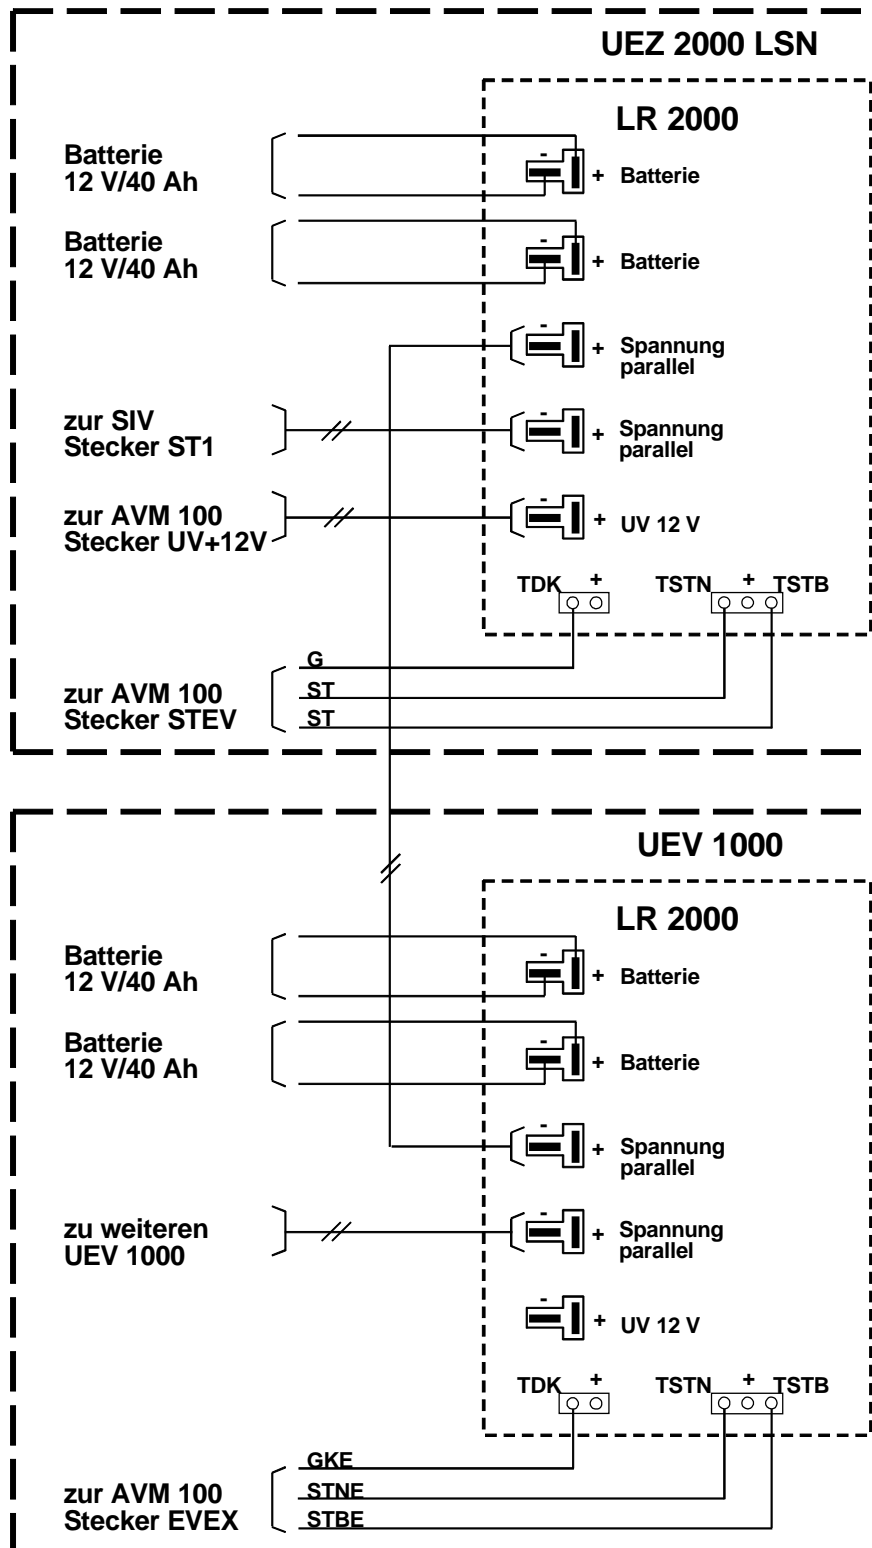 UEZ 2000 LSN
LR 2000
Batterie
12 V/40 Ah
-
+ Batterie
Batterie
12 V/40 Ah
-
+ Batterie
-
+ Spannung
parallel
zur SIV
Stecker ST1
-
+ Spannung
parallel
zur AVM 100
Stecker UV+12V
-
+ UV 12 V
TDK + TSTN + TSTB
zur AVM 100
Stecker STEV
G
ST
ST
UEV 1000
LR 2000
Batterie
12 V/40 Ah
-
+ Batterie
Batterie
12 V/40 Ah
-
+ Batterie
-
+ Spannung
parallel
zu weiteren
UEV 1000
-
+ Spannung
parallel
-
+ UV 12 V
TDK + TSTN + TSTB
zur AVM 100
Stecker EVEX
GKE
STNE
STBE